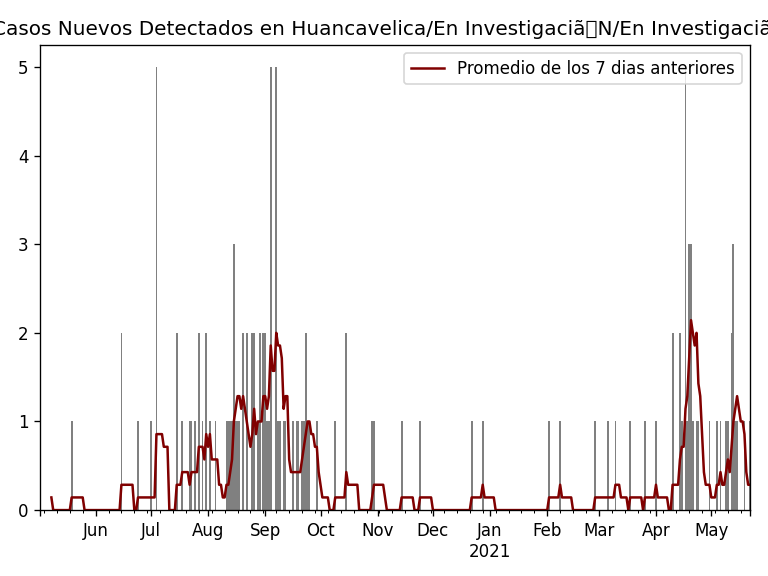 Casos Nuevos Detectados en Huancavelica/En Investigaciã▯N/En Investigaciã
Promedio de los 7 dias anteriores
5
4
3
2
1
0
Jun Jul Aug Sep Oct Nov Dec Jan Feb Mar Apr May
2021